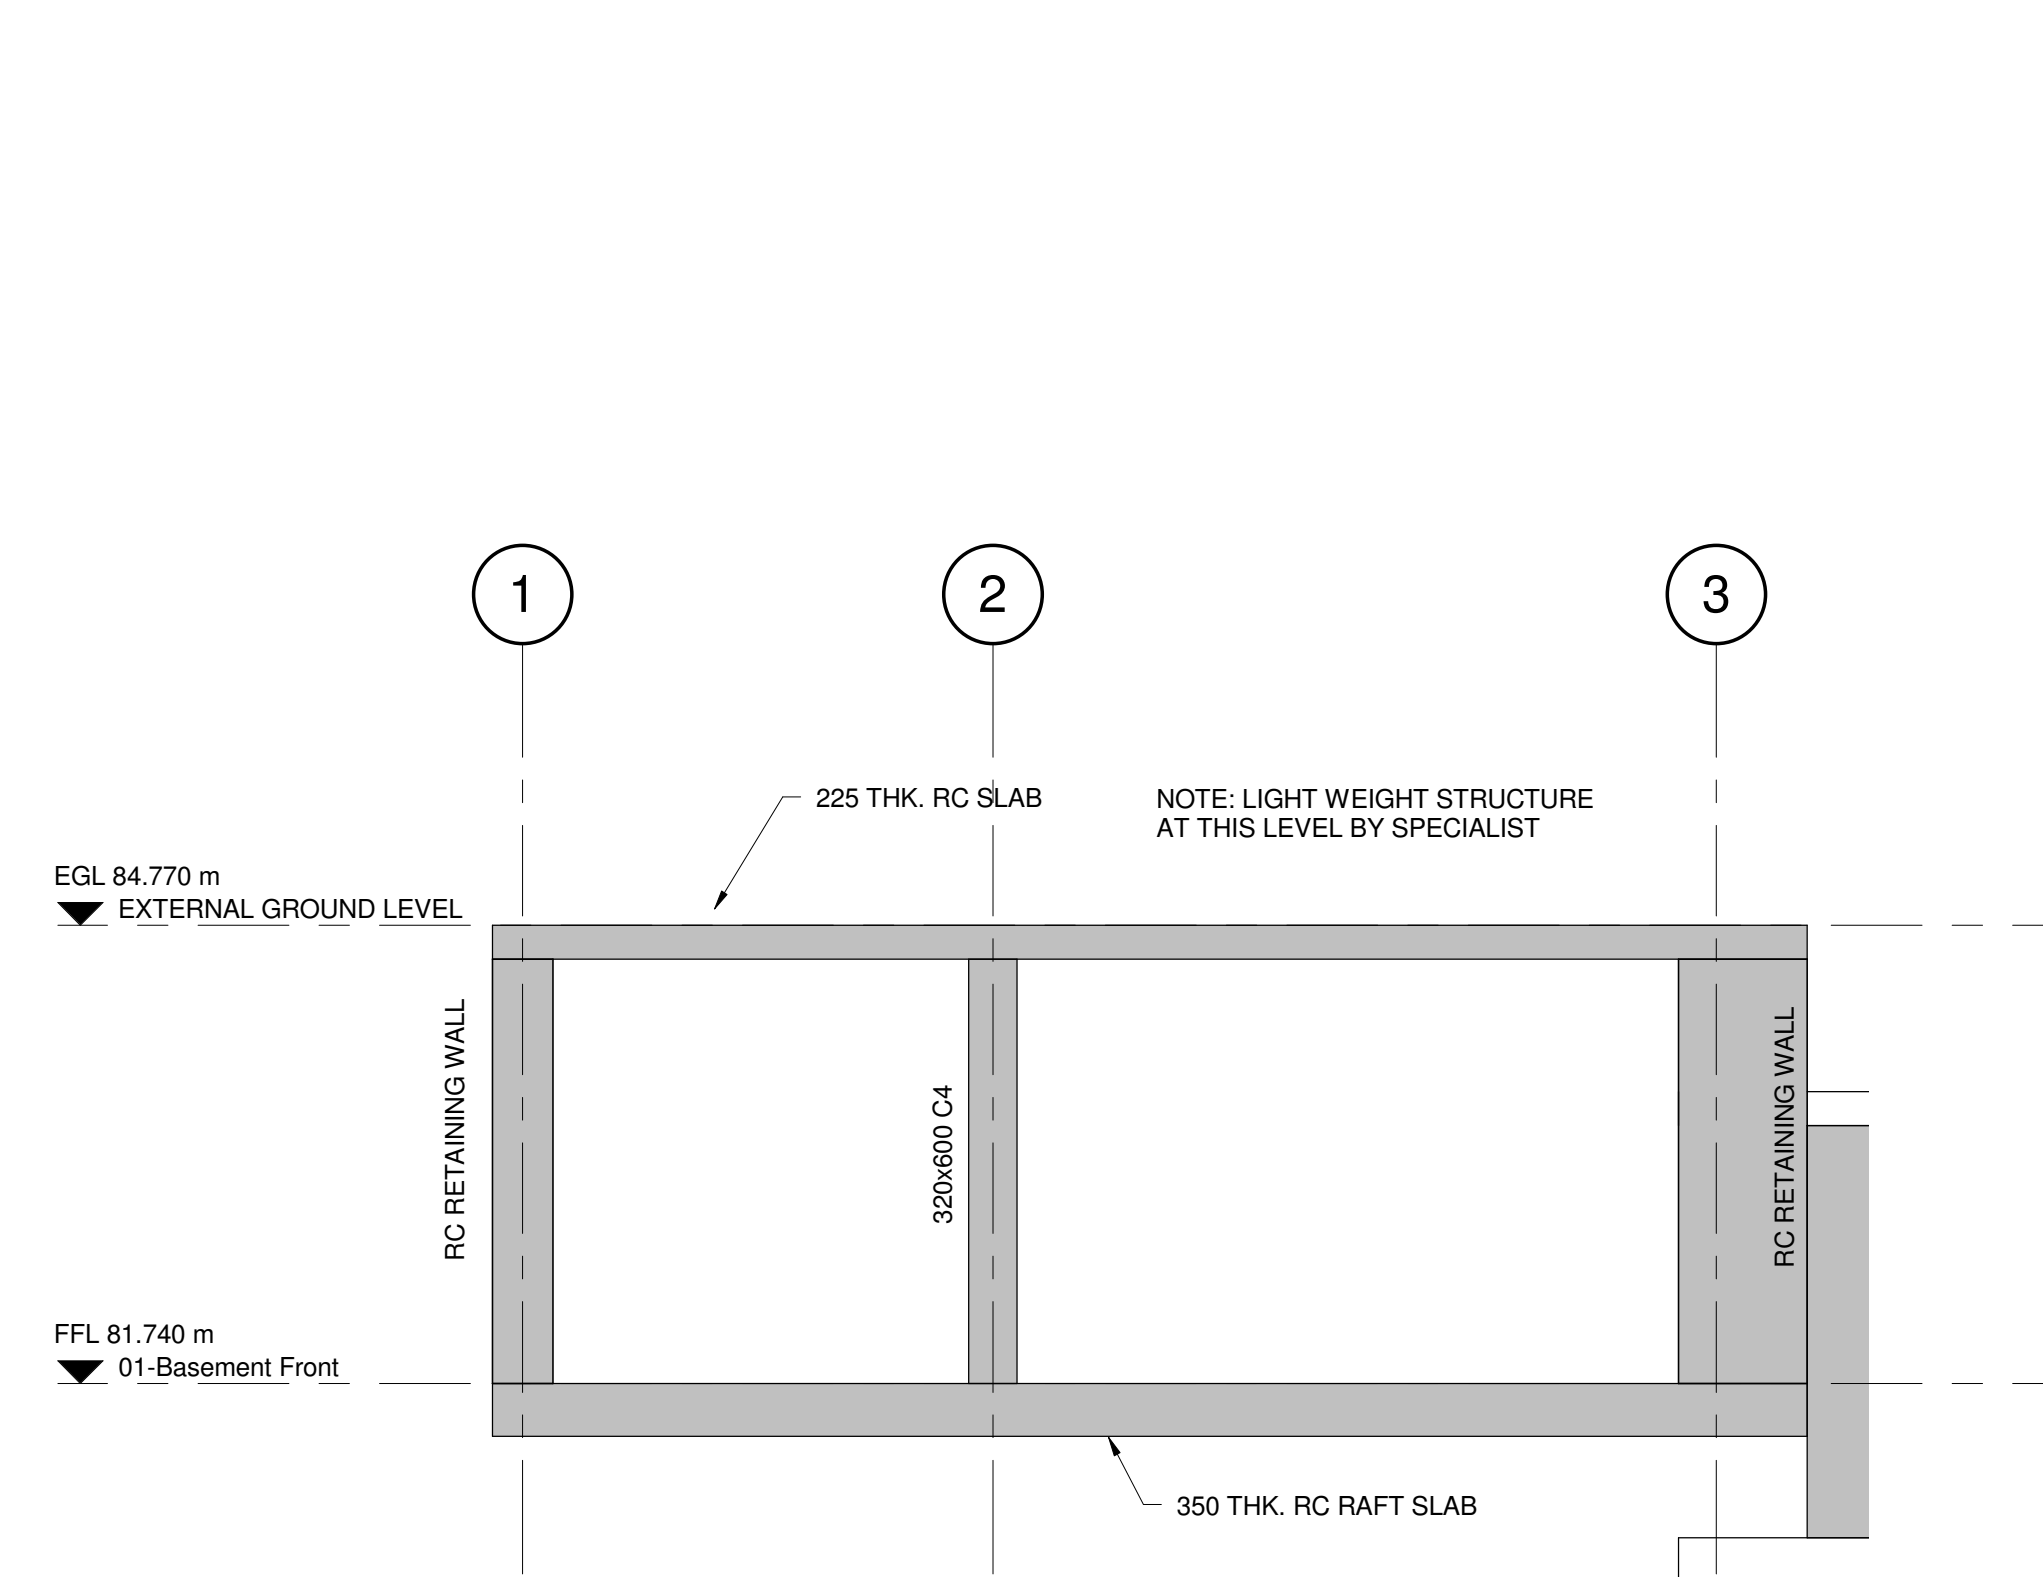 1
2
3
225 THK. RC SLAB
NOTE: LIGHT WEIGHT STRUCTURE
AT THIS LEVEL BY SPECIALIST
EGL 84.770 m
EXTERNAL GROUND LEVEL
RC RETAINING WALL
320x600 C4
RC RETAINING WALL
FFL 81.740 m
01-Basement Front
350 THK. RC RAFT SLAB